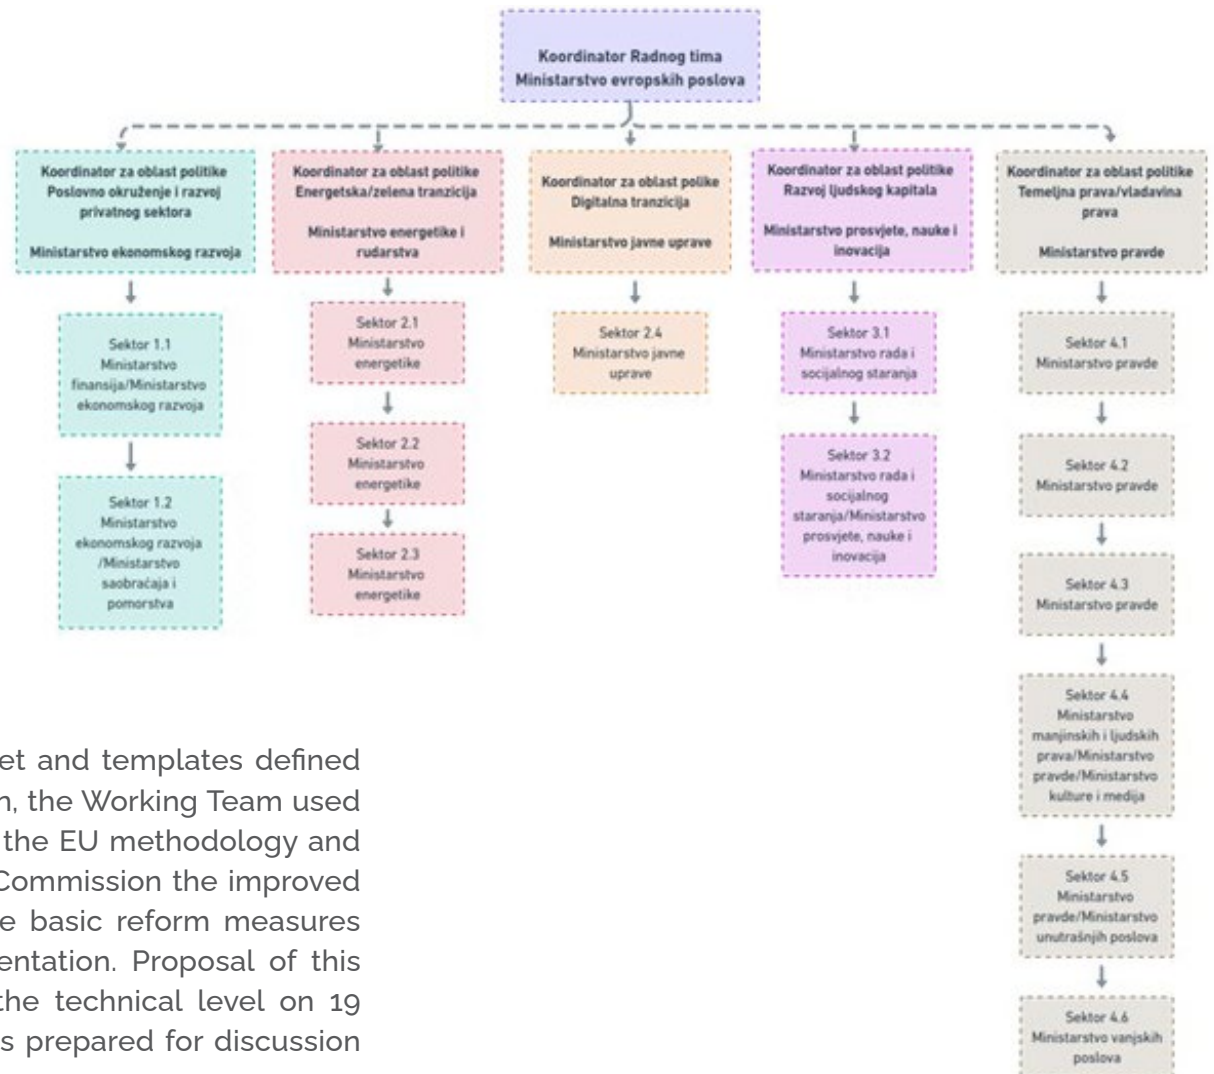 Koordinator Radnog tima
Ministarstvo evropskih poslova
Koordinator za oblast politike
Poslovno okruženje i razvoj
privatnog sektora
Ministarstvo ekonomskog razvoja
Sektor 1.1
Ministarstvo
finansija/Ministarstvo
ekonomskog razvoja
Sektor 1.2
Ministarstvo
ekonomskog razvoja
/Ministarstvo
saobraćaja i
pomorstva
Koordinator za oblast politike
Energetska/zelena tranzicija
Ministarstvo energetike i
rudarstva
Sektor 2.1
Ministarstvo
energetike
Sektor 2.2
Ministarstvo
energetike
Sektor 2.3
Ministarstvo
energetike
Koordinator za oblast polike
Digitalna tranzicija
Ministarstvo javne uprave
Sektor 2.4
Ministarstvo javne
uprave
Koordinator za oblast politike
Razvoj ljudskog kapitala
Ministarstvo prosvjete, nauke i
inovacija
Sektor 3.1
Ministarstvo rada i
socijalnog staranja
Sektor 3.2
Ministarstvo rada i
socijalnog
staranja/Ministarstvo
prosvjete, nauke i
inovacija
Koordinator za oblast politike
Temeljna prava/vladavina
prava
Ministarstvo pravde
Sektor 4.1
Ministarstvo pravde
Sektor 4.2
Ministarstvo pravde
Sektor 4.3
Ministarstvo pravde
Sektor 4.4
Ministarstvo
manjinskih i ljudskih
prava/Ministarstvo
pravde/Ministarstvo
kulture i medija
Sektor 4.5
Ministarstvo
pravde/Ministarstvo
unutrašnjih poslova
Sektor 4.6
Ministarstvo vanjskih
poslova
et and templates defined
n, the Working Team used
the EU methodology and
Commission the improved
e basic reform measures
entation. Proposal of this
the technical level on 19
s prepared for discussion